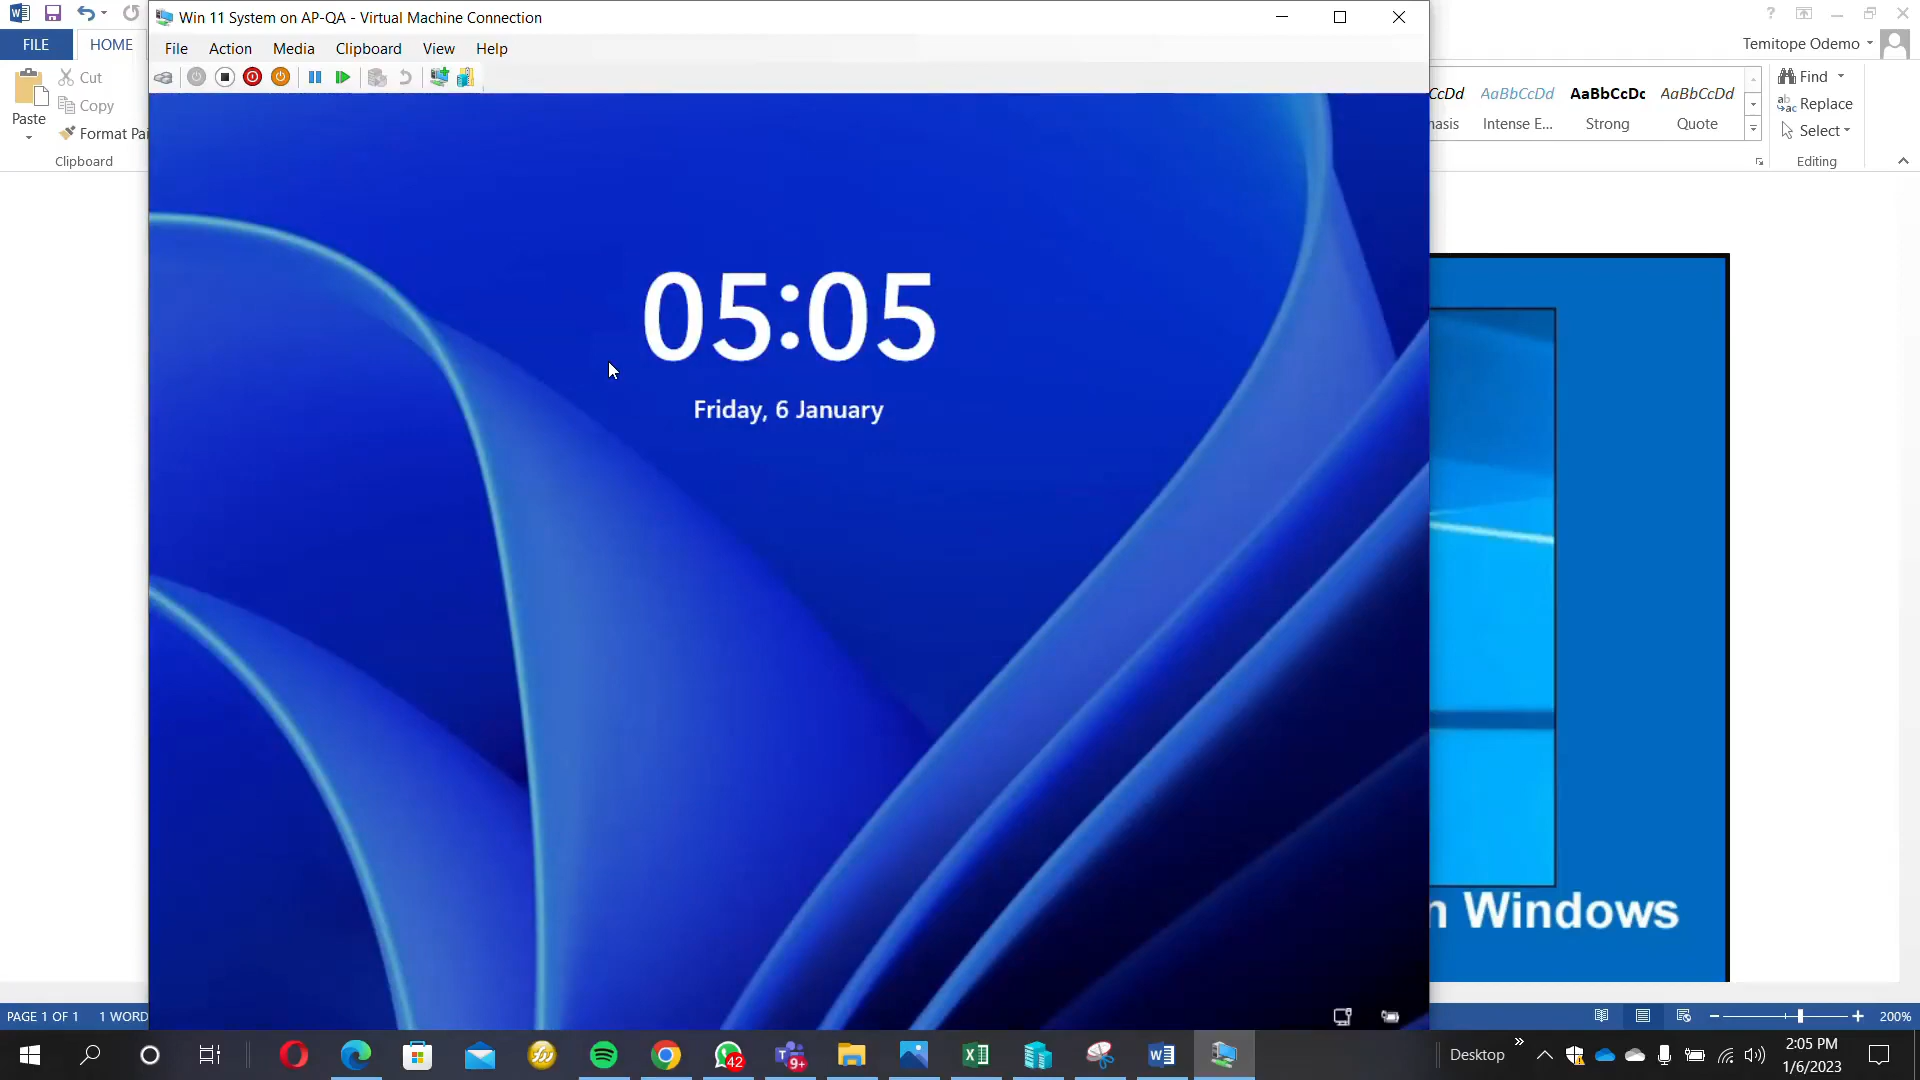 Win 11 System on AP-QA - Virtual Machine Connection
File Action Media Clipboard View Help
FILE HOME
Temitope Odemo
Cut
Copy
Paste
Format Pai
Clipboard
CcDd AaBbCcDd AaBbCcDc AaBbCcDd
nasis Intense E... Strong Quote
Find
Replace
Select
Editing
05:05
Friday, 6 January
n Windows
PAGE 1 OF 1 1 WORD
200%
42
9+
Desktop
2:05 PM
1/6/2023